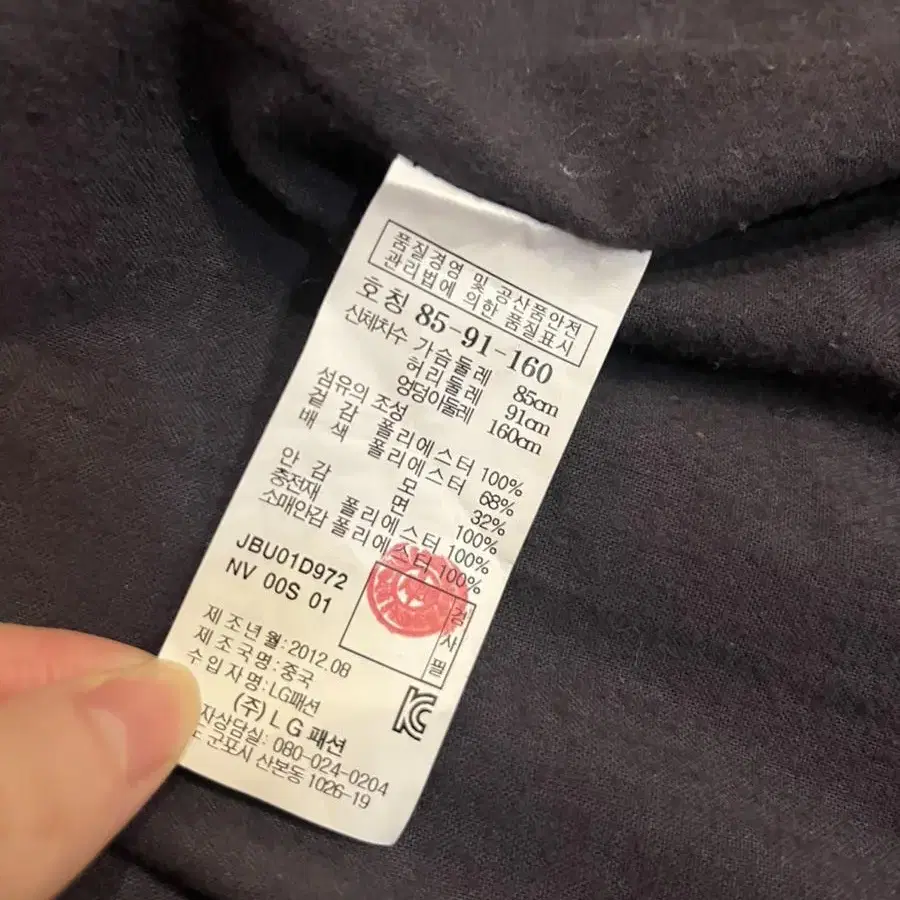 품질경영 및 공산품안전
관리법에 의한 품질표시
호칭 85-91-160
신체치수 가슴둘레 85cm
허리둘레 91cm
엉덩이둘레 160cm
섬유의 조성
겉감 폴리에스터 100%
배색 폴리에스터 68%
모 32%
안감 면 100%
충전재 폴리에스터 100%
소매안감 폴리에스터 100%
JBU01D972
NV 00S 01
검사필
제조년월:2012.08
제조국명:중국
수입자명:LG패션
(주)LG패션
자상담실: 080-024-0204
군포시 산본동 1026-19